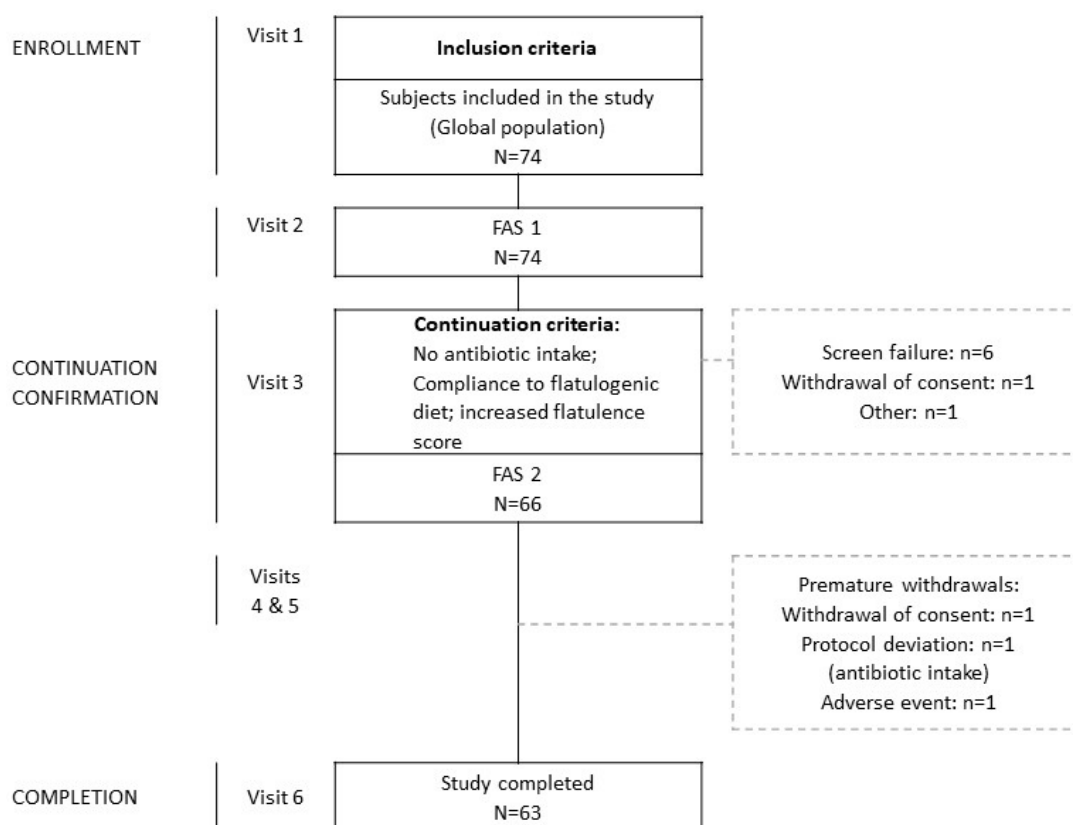 ENROLLMENT
Visit 1
Inclusion criteria
Subjects included in the study
(Global population)
N=74
Visit 2
FAS 1
N=74
CONTINUATION
CONFIRMATION
Visit 3
Continuation criteria:
No antibiotic intake;
Compliance to flatulogenic
diet; increased flatulence
score
FAS 2
N=66
Screen failure: n=6
Withdrawal of consent: n=1
Other: n=1
Visits
4 & 5
Premature withdrawals:
Withdrawal of consent: n=1
Protocol deviation: n=1
(antibiotic intake)
Adverse event: n=1
COMPLETION
Visit 6
Study completed
N=63